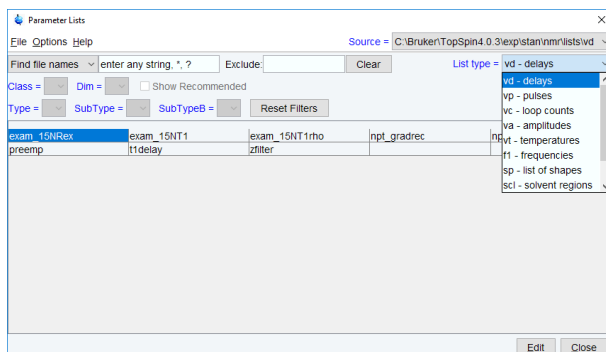 Parameter Lists
File Options Help
Source = C:\Bruker\TopSpin4.0.3\exp\stan\nmr\lists\vd
Find file names enter any string, *, ? Exclude: Clear List type = vd - delays
Class = Dim = Show Recommended
Type = SubType = SubTypeB = Reset Filters
vd - delays
vp - pulses
vc - loop counts
va - amplitudes
vt - temperatures
f1 - frequencies
sp - list of shapes
scl - solvent regions
exam_15NRex exam_15NT1 exam_15NT1rho npt_gradrec
preemp t1delay zfilter
Edit Close